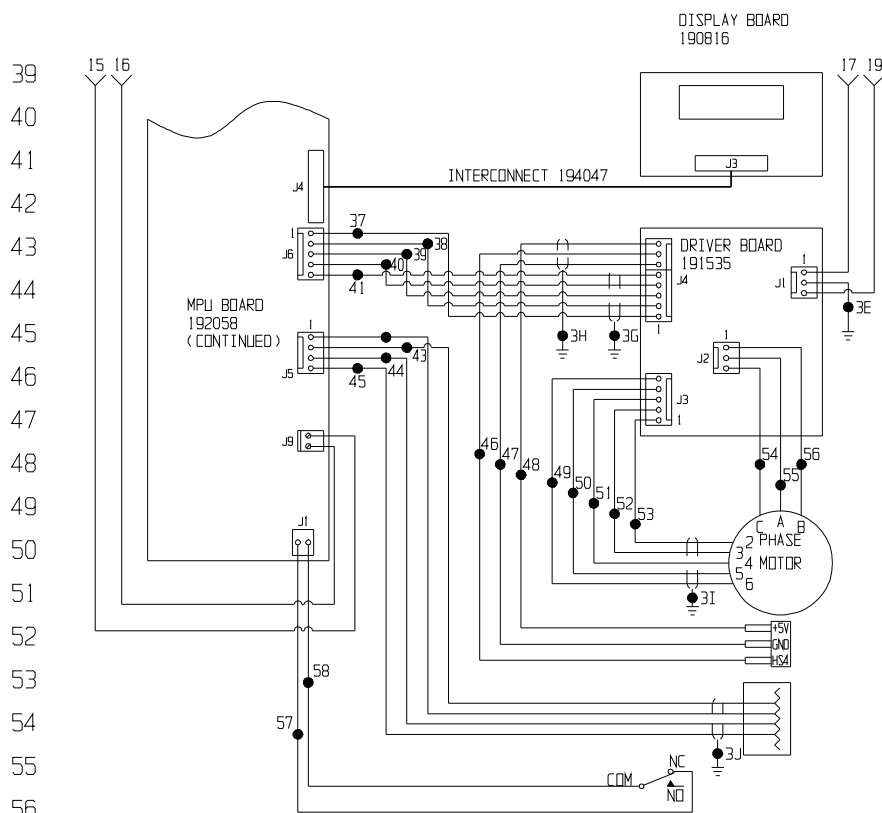 DISPLAY BOARD
190816
39
15 16
17 19
40
41
J3
INTERCONNECT 194047
J4
42
37
43
1
38
DRIVER BOARD
191535
J6
39
40
1
J4
J1
41
44
3E
MPU BOARD
192058
(CONTINUED)
1
45
1
3H
3G
1
43
J2
44
J5
45
46
J3
47
1
J9
46
47
48
48
49
50
51
52
53
54
55
56
49
J1
C A B
50
2 PHASE
3
4 MOTOR
5
6
51
3I
52
+5V
GND
HS4
53
58
54
57
3J
55
NC
COM
NO
56